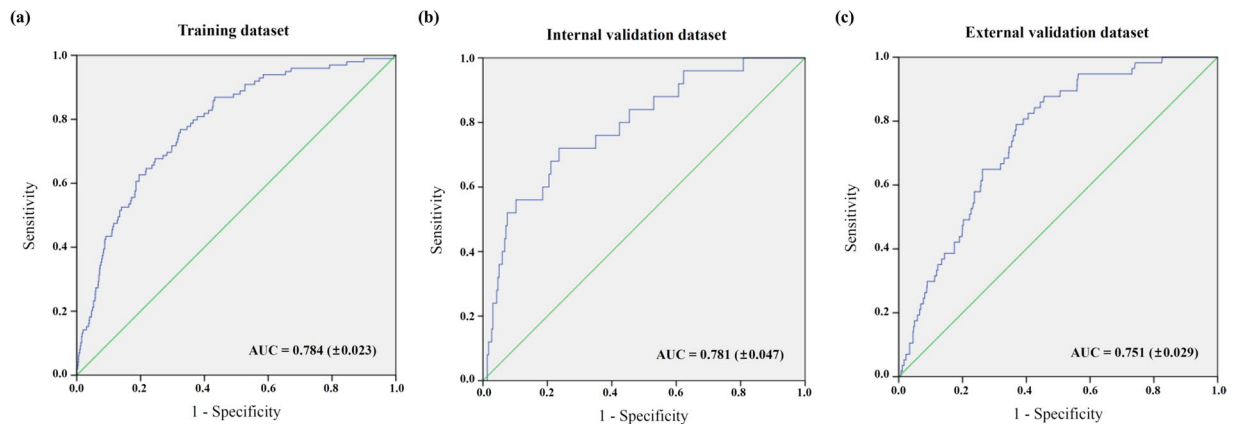 (a)
Training dataset
1.0
0.8
0.6
0.4
0.2
0.0
Sensitivity
AUC = 0.784 (±0.023)
0.0 0.2 0.4 0.6 0.8 1.0
1 - Specificity
(b)
Internal validation dataset
1.0
0.8
0.6
0.4
0.2
0.0
Sensitivity
AUC = 0.781 (±0.047)
0.0 0.2 0.4 0.6 0.8 1.0
1 - Specificity
(c)
External validation dataset
1.0
0.8
0.6
0.4
0.2
0.0
Sensitivity
AUC = 0.751 (±0.029)
0.0 0.2 0.4 0.6 0.8 1.0
1 - Specificity